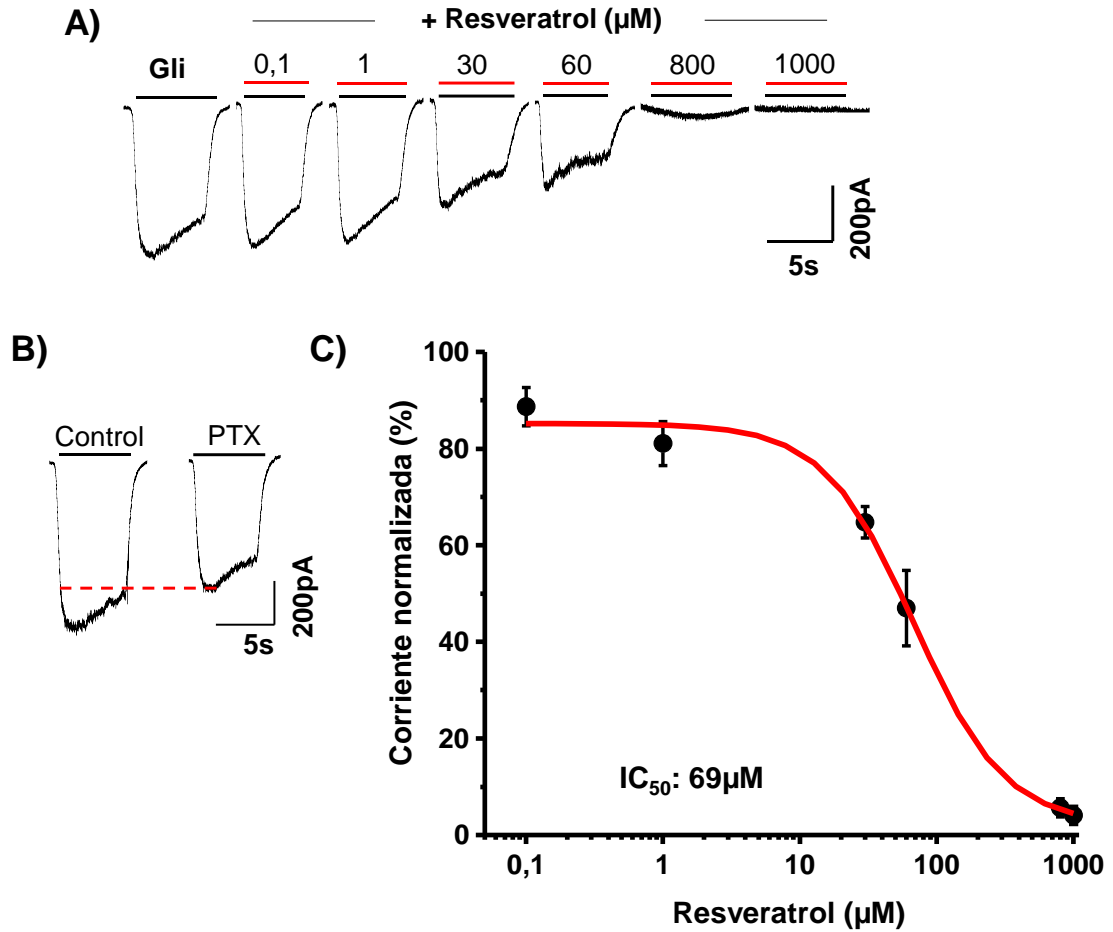 A)
+ Resveratrol (µM)
Gli
0,1
1
30
60
800
1000
200pA
5s
B)
Control
PTX
200pA
5s
C)
100
80
60
40
20
0
Corriente normalizada (%)
IC₅₀: 69µM
0,1
1
10
100
1000
Resveratrol (µM)